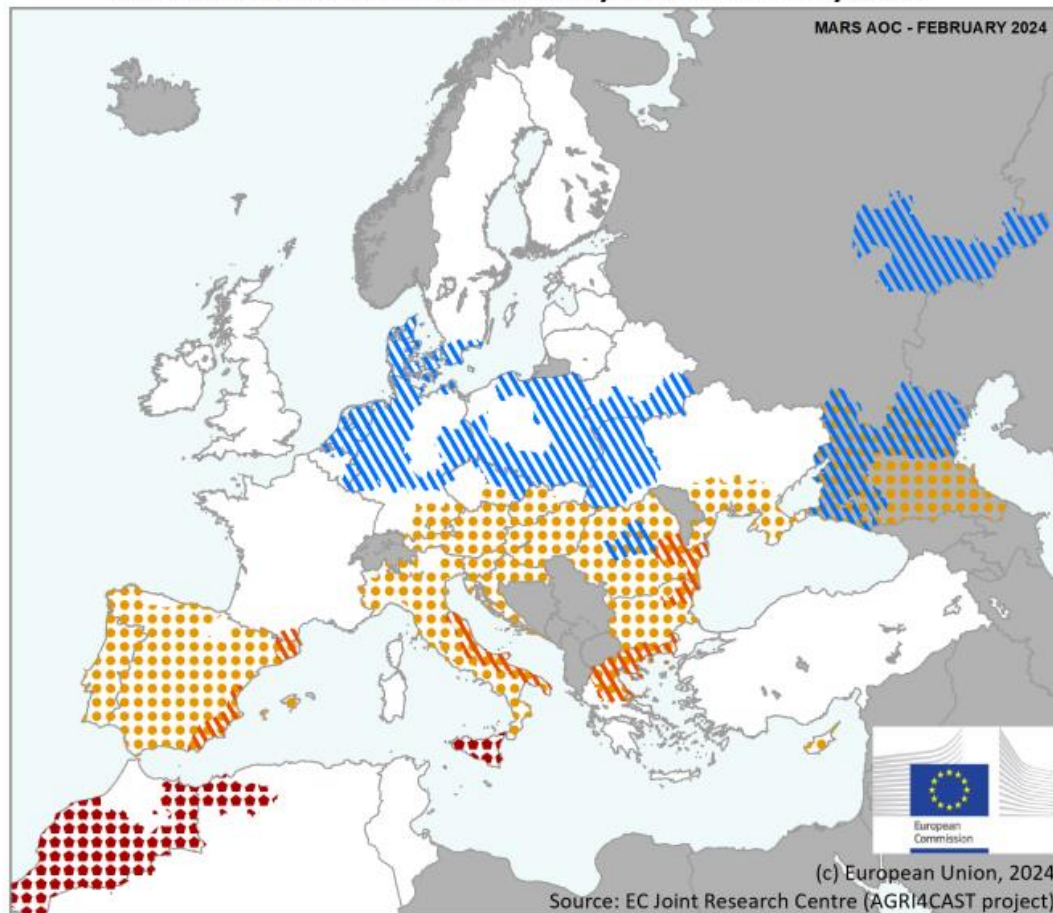 MARS AOC - FEBRUARY 2024
European
Commission
(c) European Union, 2024
Source: EC Joint Research Centre (AGRI4CAST project)